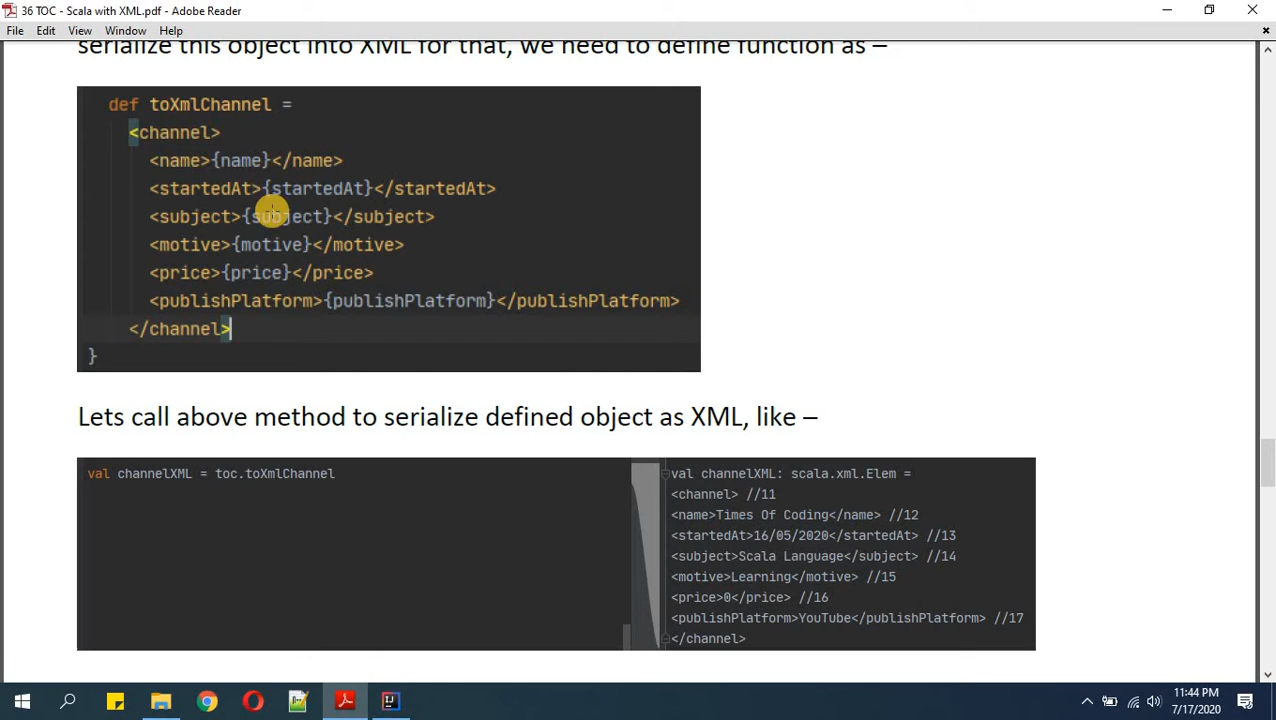 36 TOC - Scala with XML.pdf - Adobe Reader
File Edit View Window Help
serialize this object into XML for that, we need to define function as –
def toXmlChannel =
<channel>
<name>{name}</name>
<startedAt>{startedAt}</startedAt>
<subject>{subject}</subject>
<motive>{motive}</motive>
<price>{price}</price>
<publishPlatform>{publishPlatform}</publishPlatform>
</channel>
}
Lets call above method to serialize defined object as XML, like –
val channelXML = toc.toXmlChannel
val channelXML: scala.xml.Elem =
<channel> //11
<name>Times Of Coding</name> //12
<startedAt>16/05/2020</startedAt> //13
<subject>Scala Language</subject> //14
<motive>Learning</motive> //15
<price>0</price> //16
<publishPlatform>YouTube</publishPlatform> //17
</channel>
11:44 PM
7/17/2020